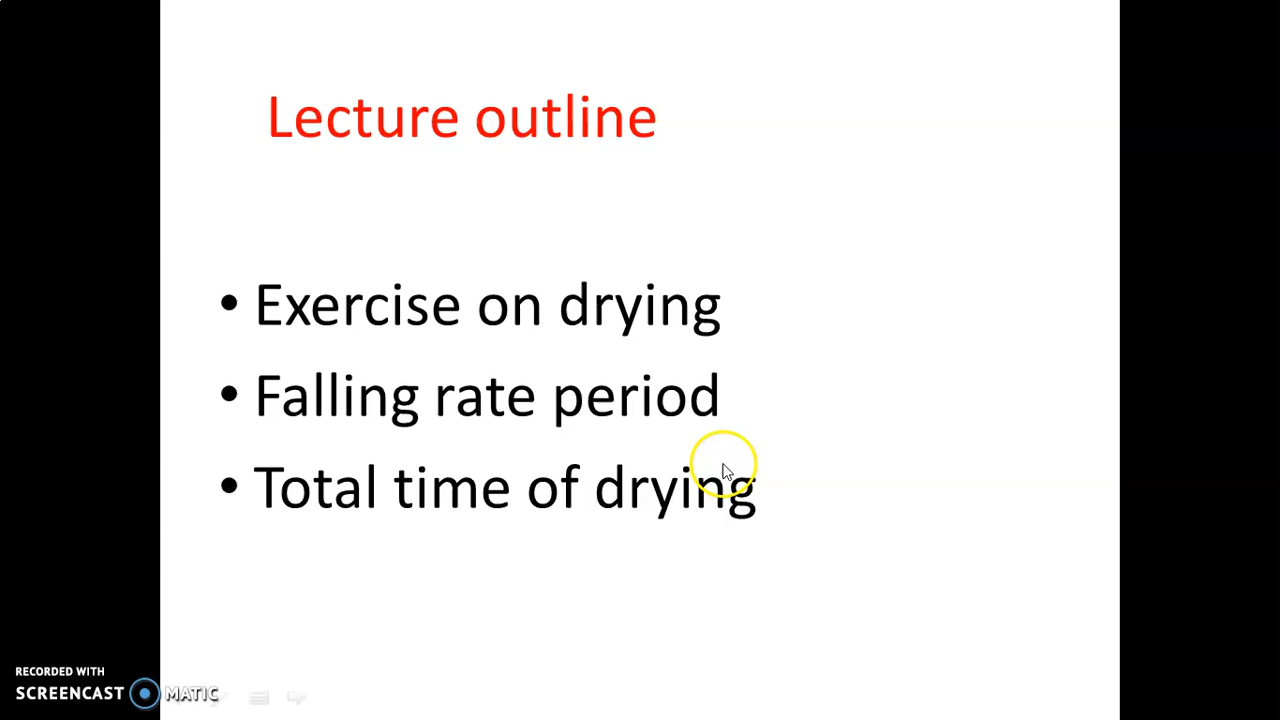 Lecture outline
• Exercise on drying
• Falling rate period
• Total time of drying
RECORDED WITH
SCREENCAST MATIC